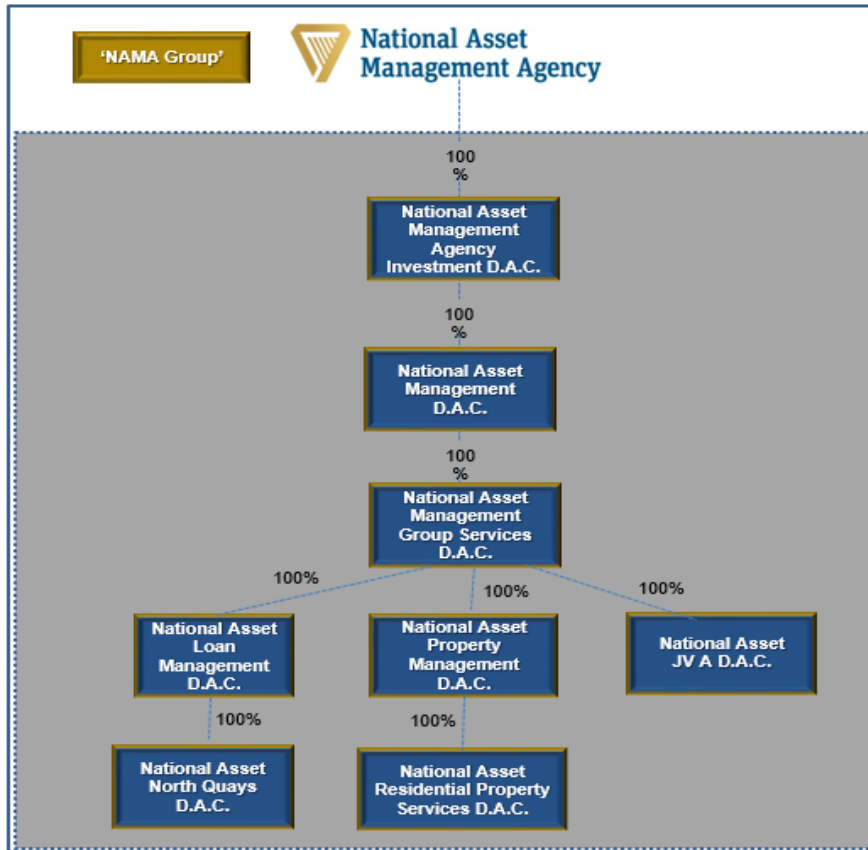 ‘NAMA Group’
National Asset
Management Agency
100
%
National Asset
Management
Agency
Investment D.A.C.
100
%
National Asset
Management
D.A.C.
100
%
National Asset
Management
Group Services
D.A.C.
100%
100%
100%
National Asset
Loan
Management
D.A.C.
National Asset
Property
Management
D.A.C.
National Asset
JV A D.A.C.
100%
100%
National Asset
North Quays
D.A.C.
National Asset
Residential Property
Services D.A.C.